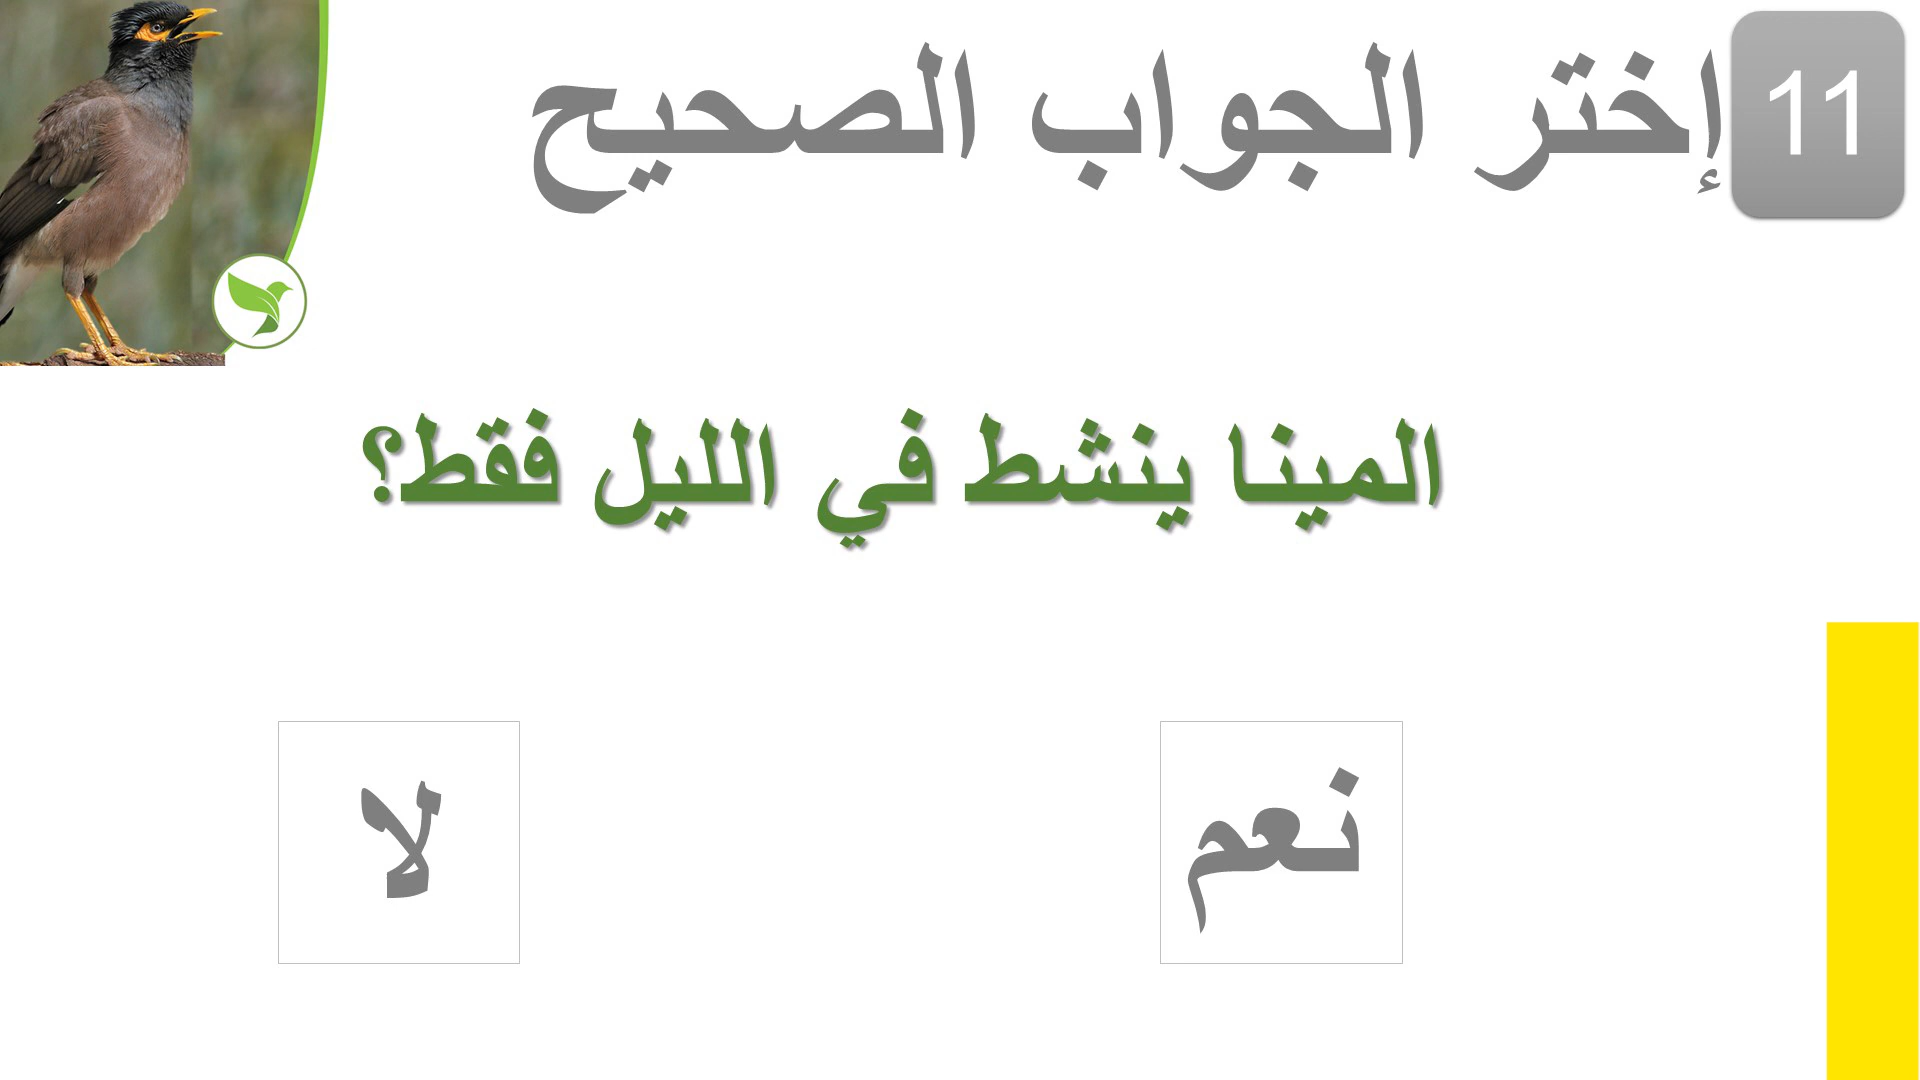 11
إختر الجواب الصحيح
المينا ينشط في الليل فقط؟
نعم
لا